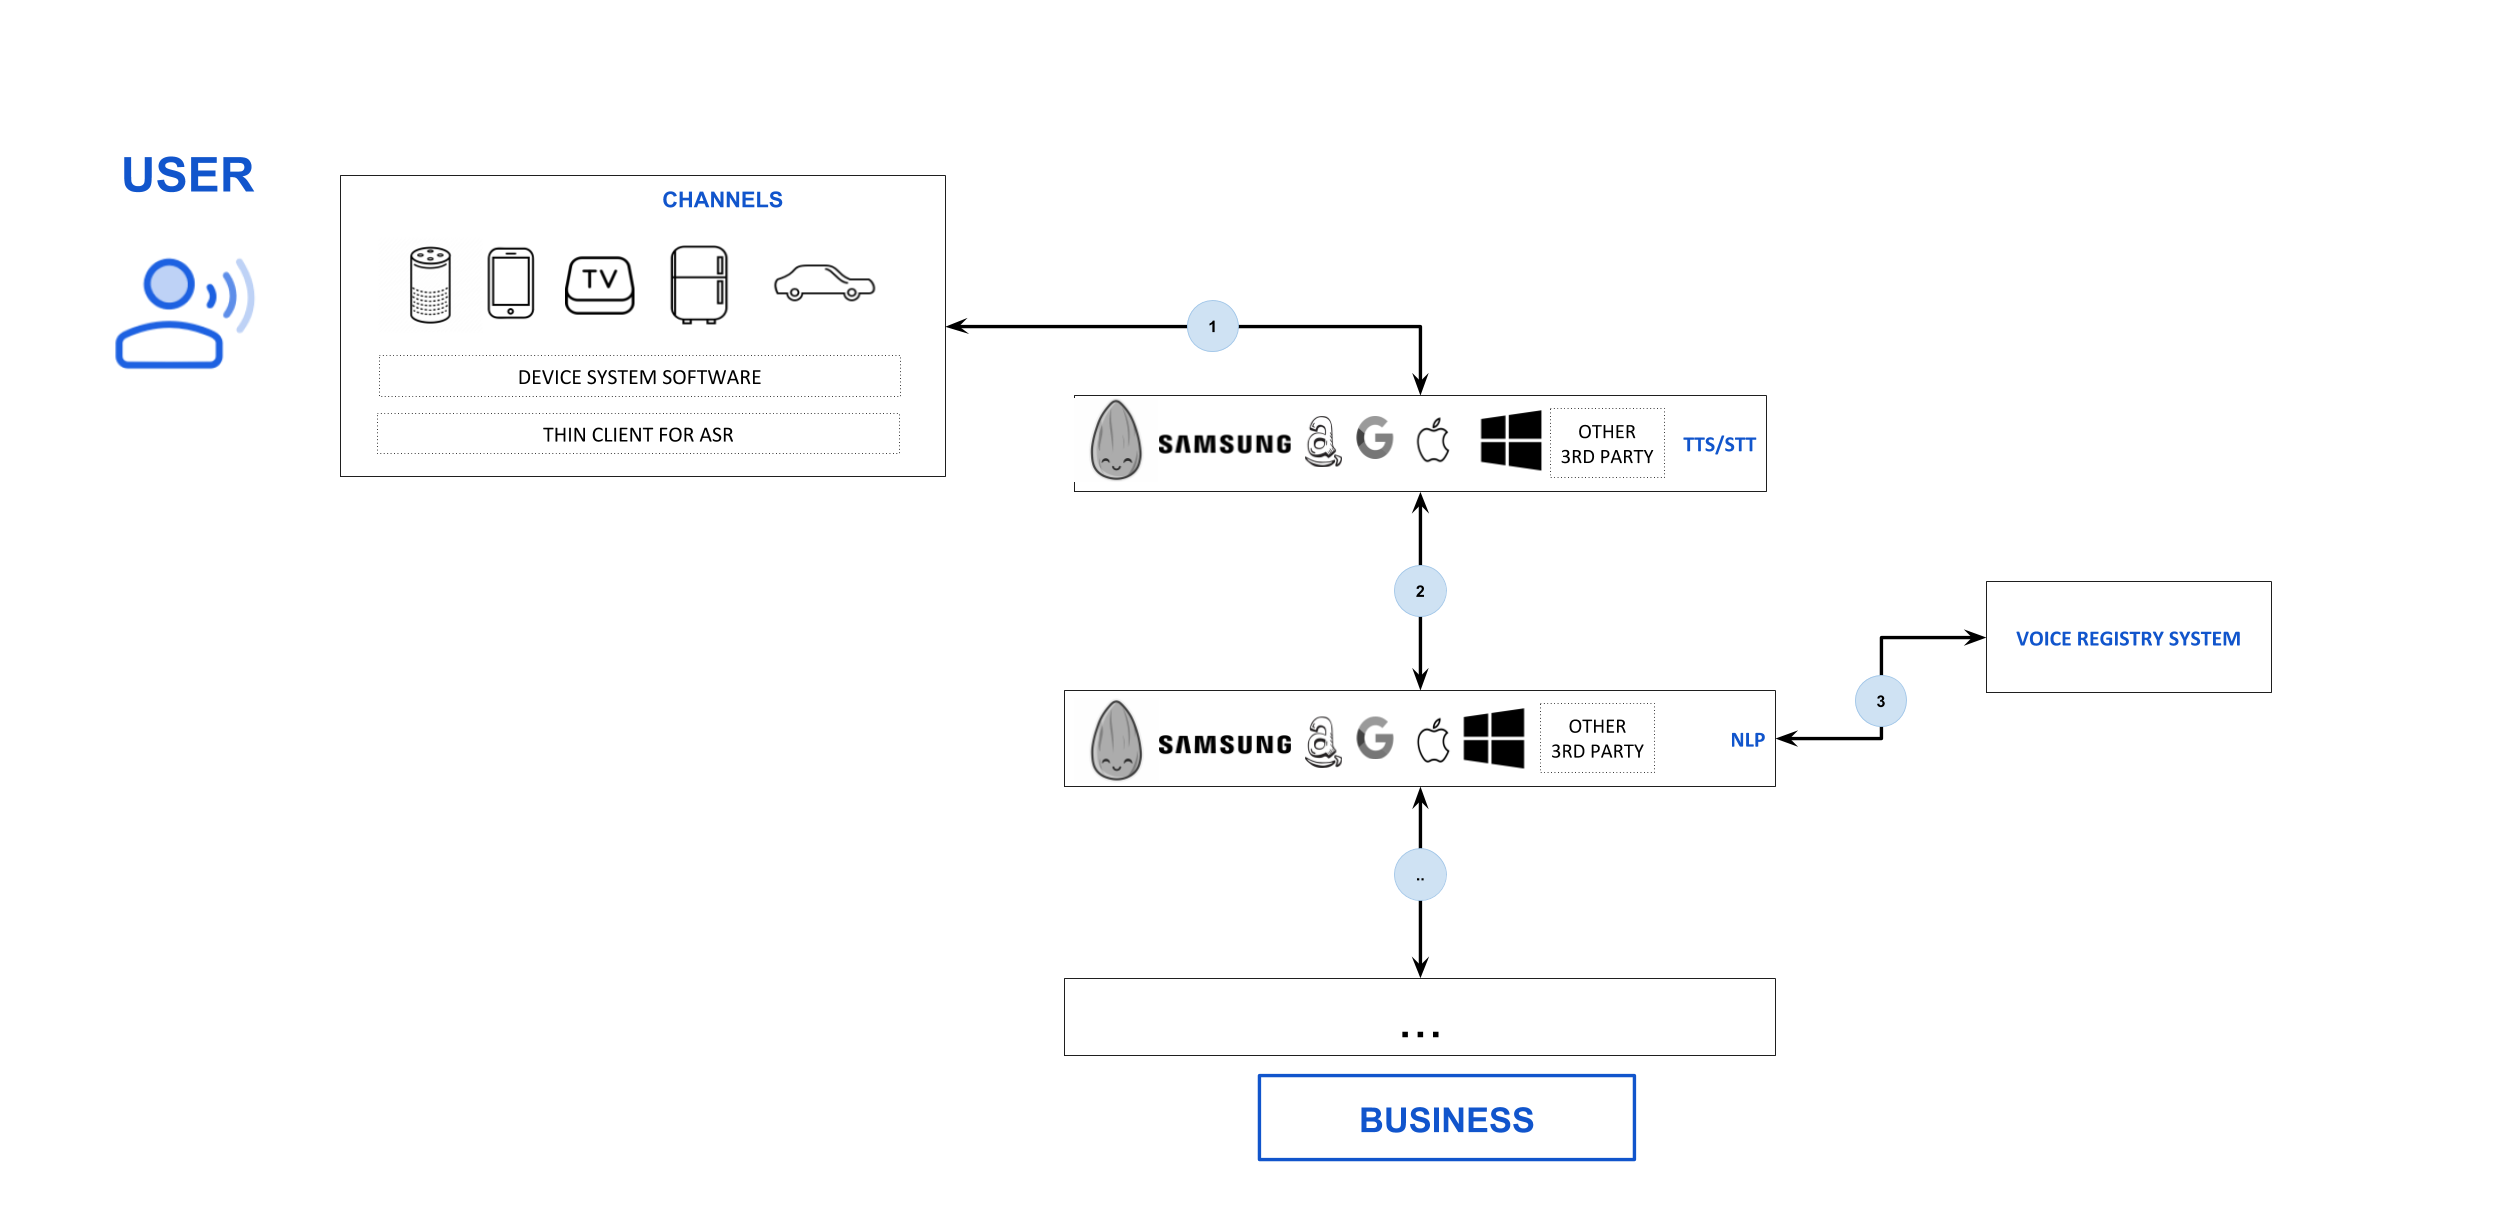 USER
CHANNELS
TV
DEVICE SYSTEM SOFTWARE
THIN CLIENT FOR ASR
1
SAMSUNG
a
G
OTHER
3RD PARTY
TTS/STT
2
VOICE REGISTRY SYSTEM
3
SAMSUNG
a
G
OTHER
3RD PARTY
NLP
..
...
BUSINESS